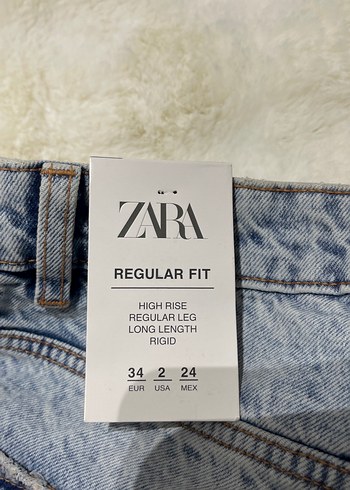 ZARA
REGULAR FIT
HIGH RISE
REGULAR LEG
LONG LENGTH
RIGID
34 2 24
EUR USA MEX